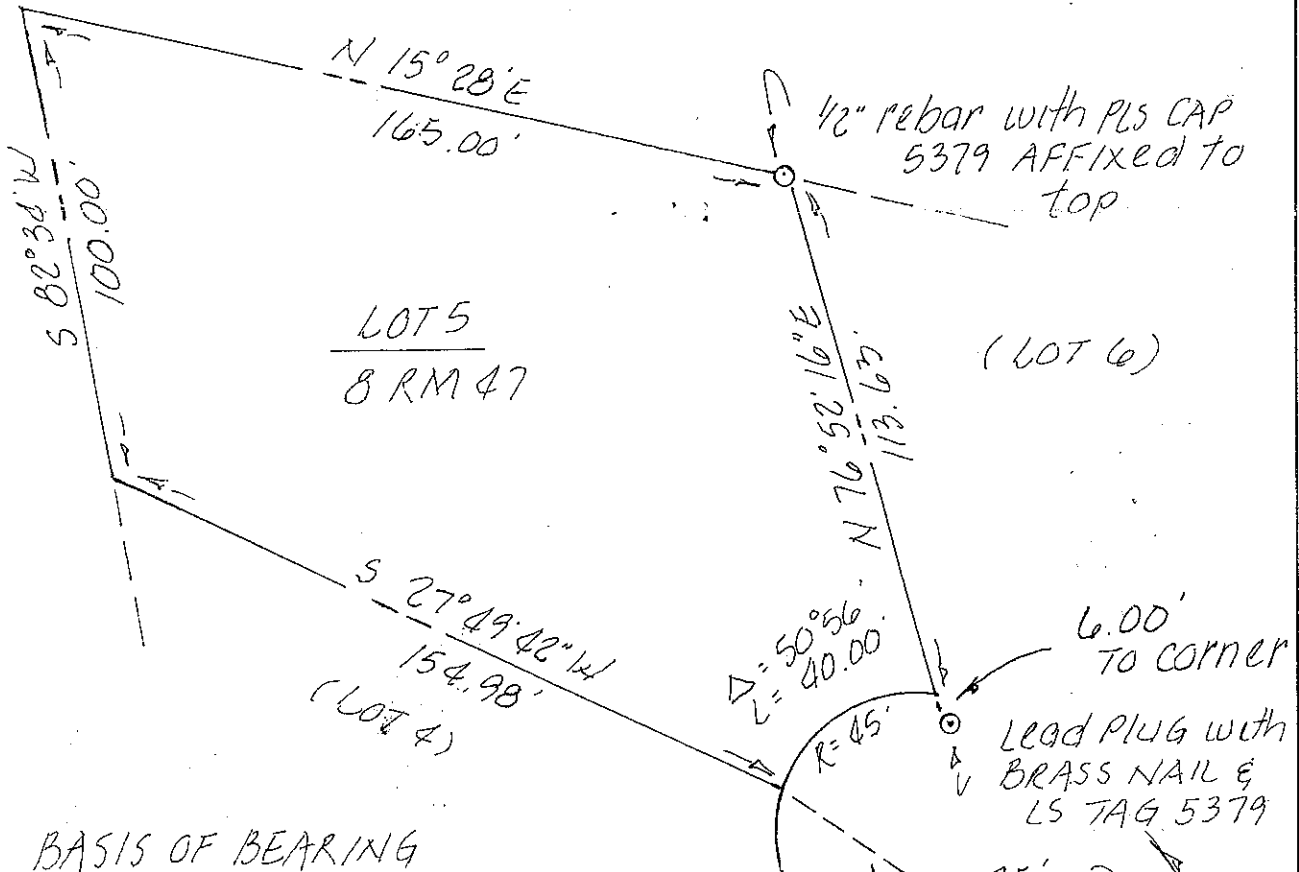 N 15°28'E
165.00'
1/2" rebar with PLS CAP
5379 AFFIXed to
top
S 82°34'W
100.00'
LOT 5
8 RM 47
N 76°52'16"E
113.63'
(LOT 6)
S 27°49'42"W
154.98'
(LOT 4)
Δ= 50°56'
L= 40.00'
R= 45'
6.00'
TO corner
Lead PLUG with
BRASS NAIL &
LS TAG 5379
BASIS OF BEARING